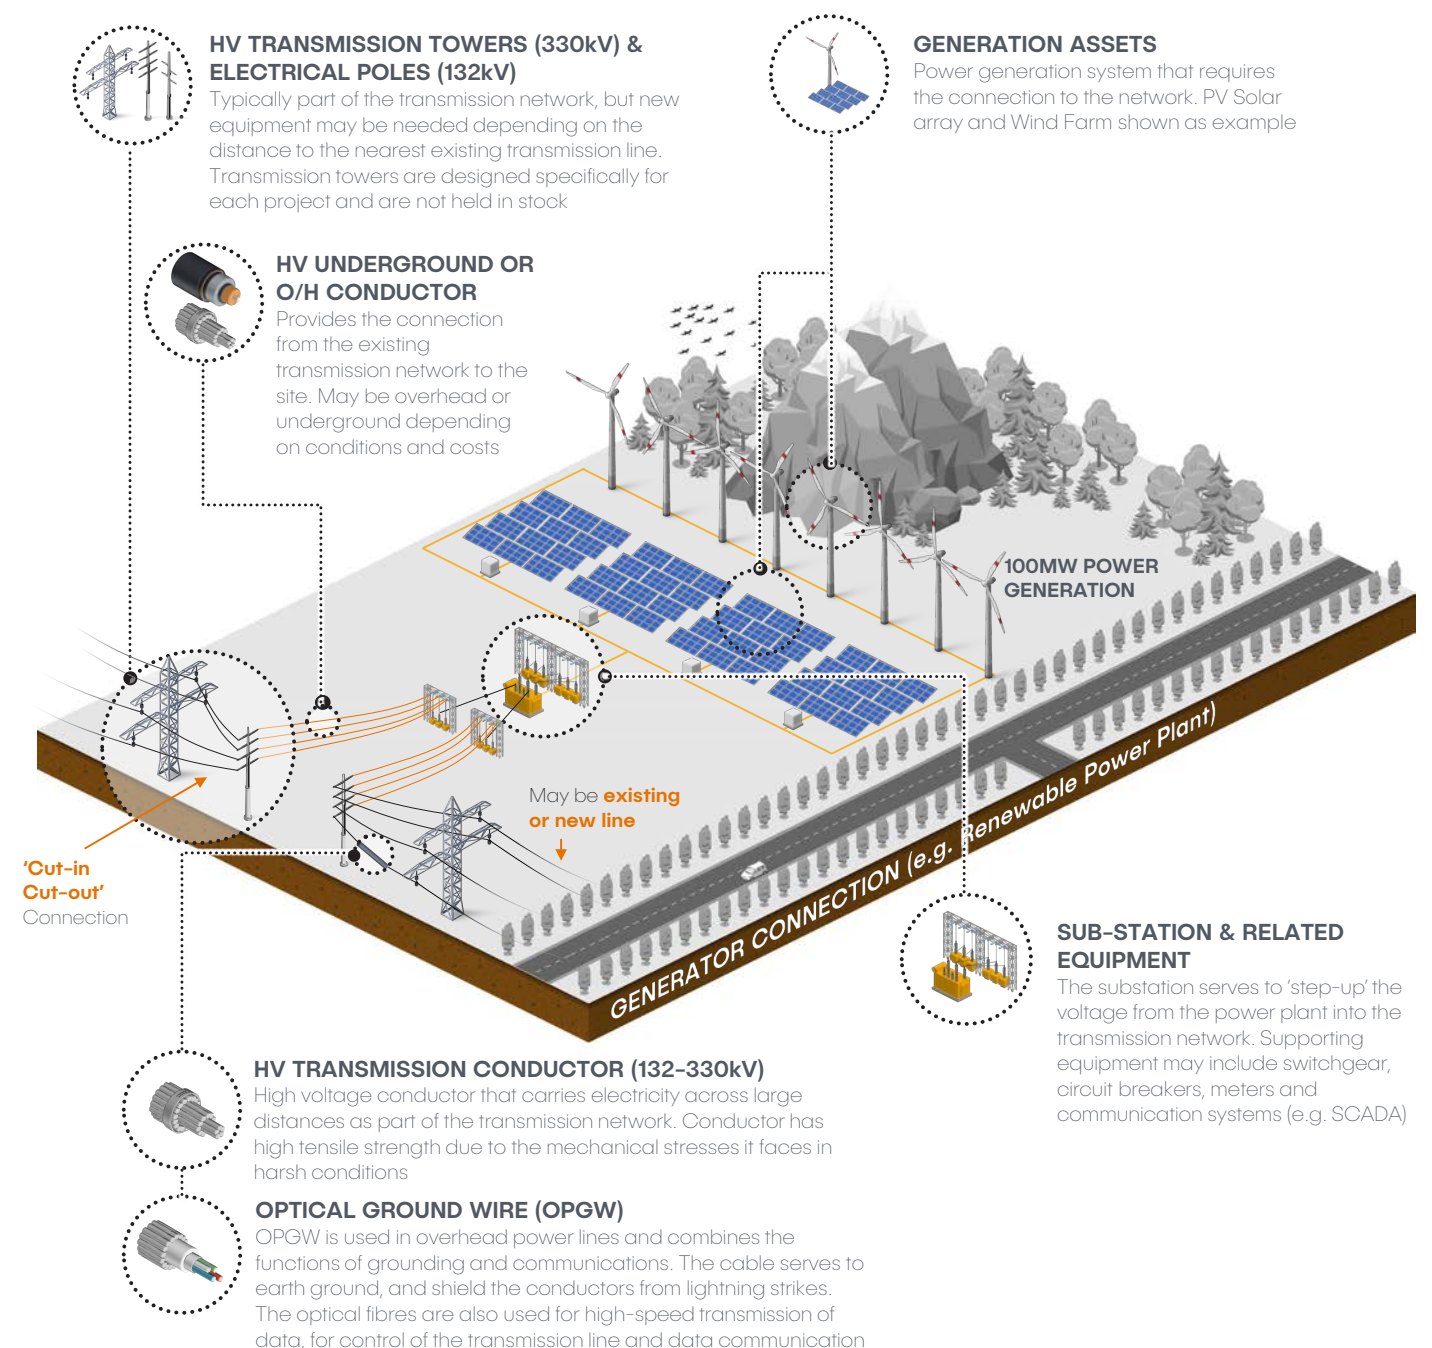 HV TRANSMISSION TOWERS (330kV) &
ELECTRICAL POLES (132kV)
Typically part of the transmission network, but new
equipment may be needed depending on the
distance to the nearest existing transmission line.
Transmission towers are designed specifically for
each project and are not held in stock
GENERATION ASSETS
Power generation system that requires
the connection to the network. PV Solar
array and Wind Farm shown as example
HV UNDERGROUND OR
O/H CONDUCTOR
Provides the connection
from the existing
transmission network to the
site. May be overhead or
underground depending
on conditions and costs
100MW POWER
GENERATION
May be existing
or new line
'Cut-in
Cut-out'
Connection
GENERATOR CONNECTION (e.g. Renewable Power Plant)
SUB-STATION & RELATED
EQUIPMENT
The substation serves to 'step-up' the
voltage from the power plant into the
transmission network. Supporting
equipment may include switchgear,
circuit breakers, meters and
communication systems (e.g. SCADA)
HV TRANSMISSION CONDUCTOR (132-330kV)
High voltage conductor that carries electricity across large
distances as part of the transmission network. Conductor has
high tensile strength due to the mechanical stresses it faces in
harsh conditions
OPTICAL GROUND WIRE (OPGW)
OPGW is used in overhead power lines and combines the
functions of grounding and communications. The cable serves to
earth ground, and shield the conductors from lightning strikes.
The optical fibres are also used for high-speed transmission of
data, for control of the transmission line and data communication